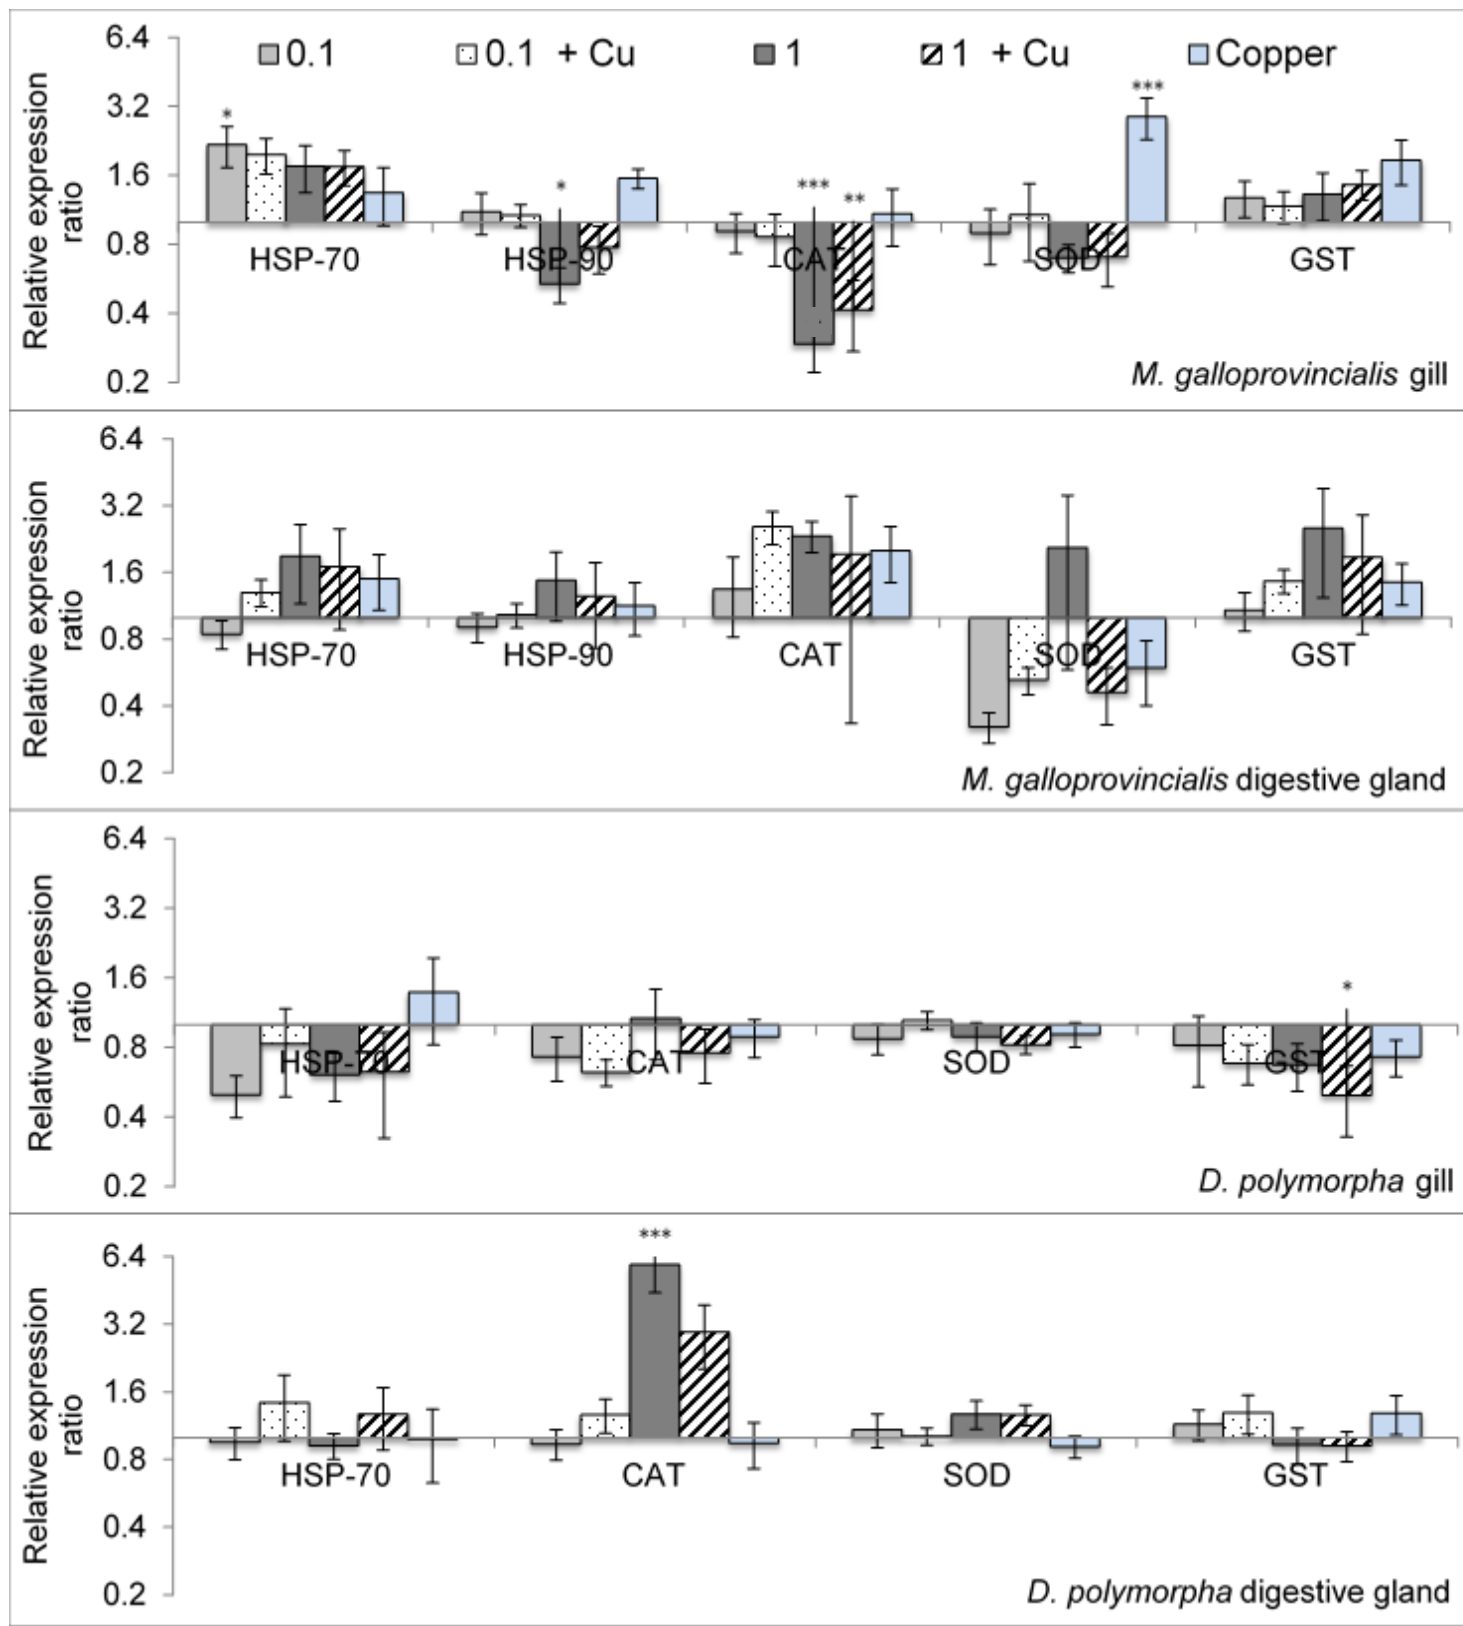 6.4
0.1
0.1 + Cu
1
1 + Cu
Copper
***
3.2
*
1.6
*
***
**
0.8
HSP-70
HSP-90
CAT
SOD
GST
0.4
0.2
Relative expression
ratio
M. galloprovincialis gill
6.4
3.2
1.6
0.8
HSP-70
HSP-90
CAT
SOD
GST
0.4
0.2
Relative expression
ratio
M. galloprovincialis digestive gland
6.4
3.2
1.6
*
0.8
HSP-70
CAT
SOD
GST
0.4
0.2
Relative expression
ratio
D. polymorpha gill
***
6.4
3.2
1.6
0.8
HSP-70
CAT
SOD
GST
0.4
0.2
Relative expression
ratio
D. polymorpha digestive gland